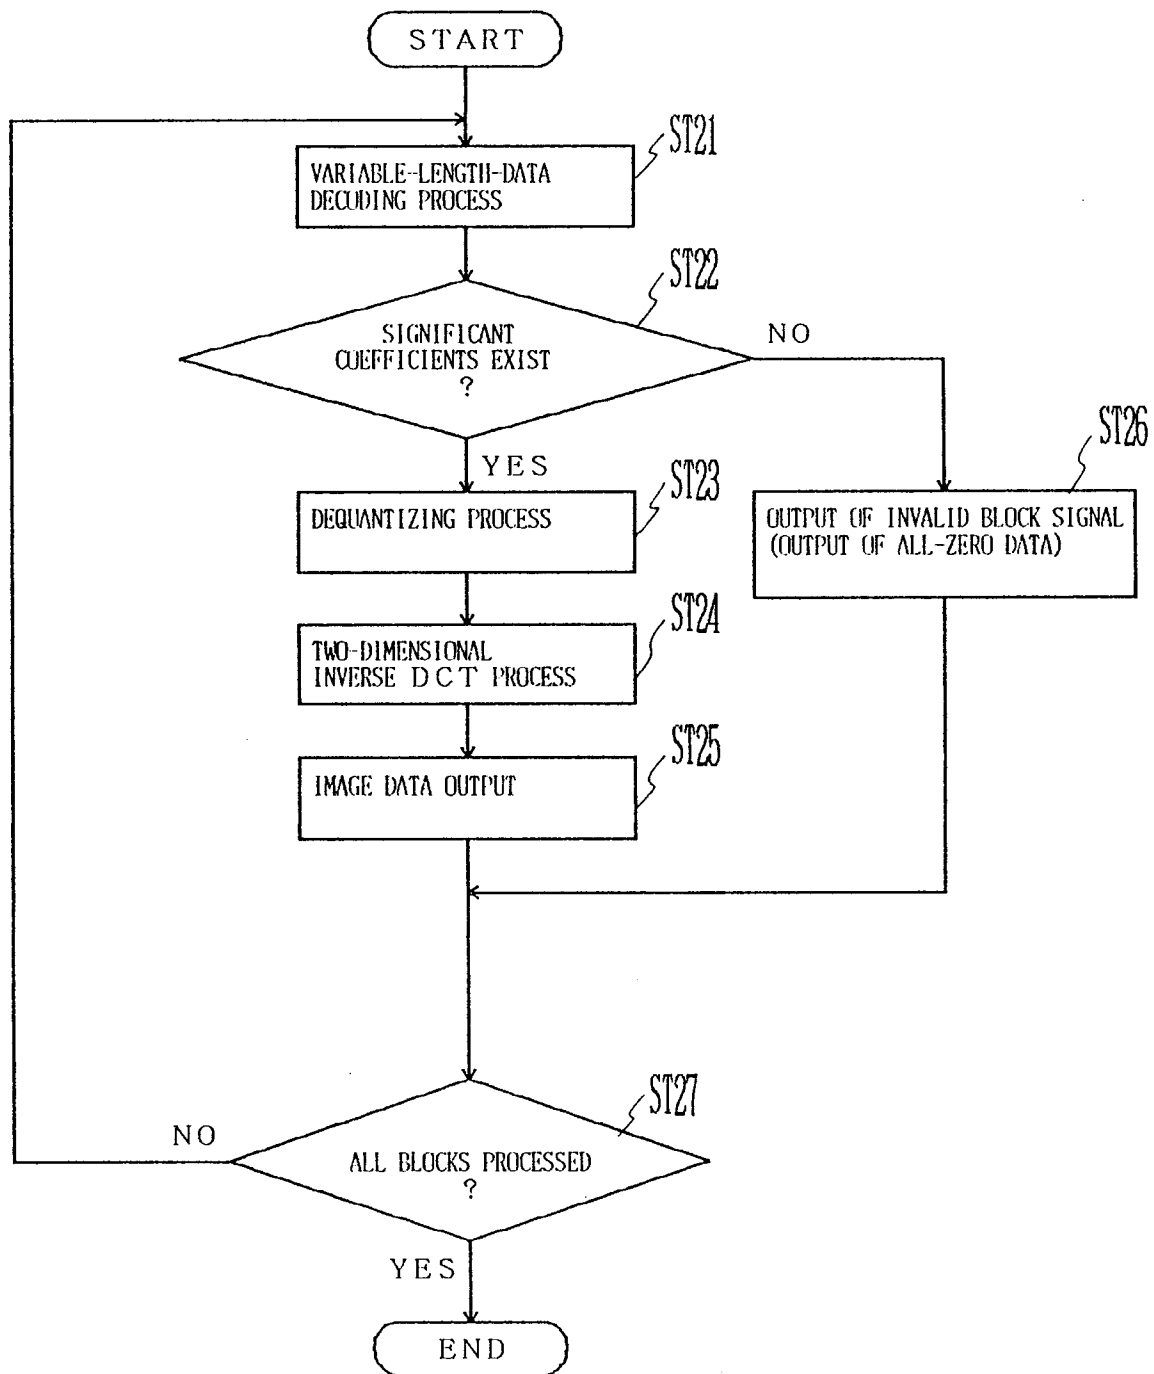 START
ST21
VARIABLE-LENGTH-DATA
DECODING PROCESS
ST22
SIGNIFICANT
COEFFICIENTS EXIST
?
NO
YES
ST26
OUTPUT OF INVALID BLOCK SIGNAL
(OUTPUT OF ALL-ZERO DATA)
ST23
DEQUANTIZING PROCESS
ST24
TWO-DIMENSIONAL
INVERSE DCT PROCESS
ST25
IMAGE DATA OUTPUT
ST27
NO
ALL BLOCKS PROCESSED
?
YES
END